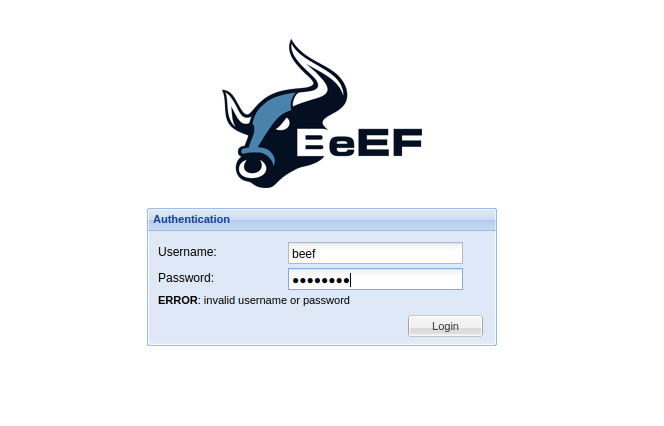 BeEF
Authentication
Username: beef
Password: ●●●●●●●●
ERROR: invalid username or password
Login